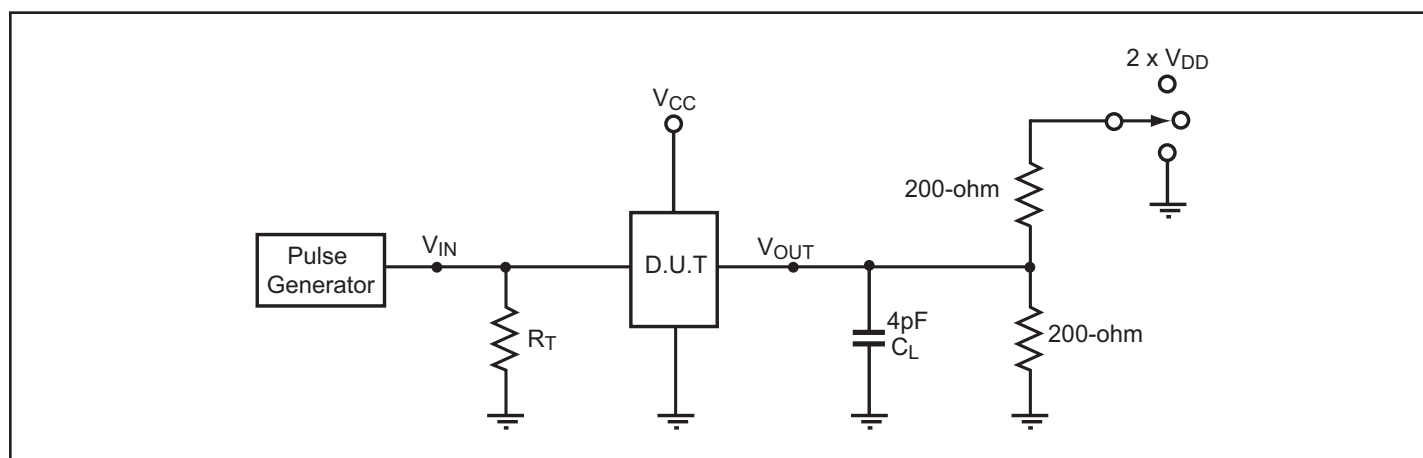 2 x VDD
VCC
200-ohm
Pulse
Generator
VIN
D.U.T
VOUT
RT
4pF
CL
200-ohm